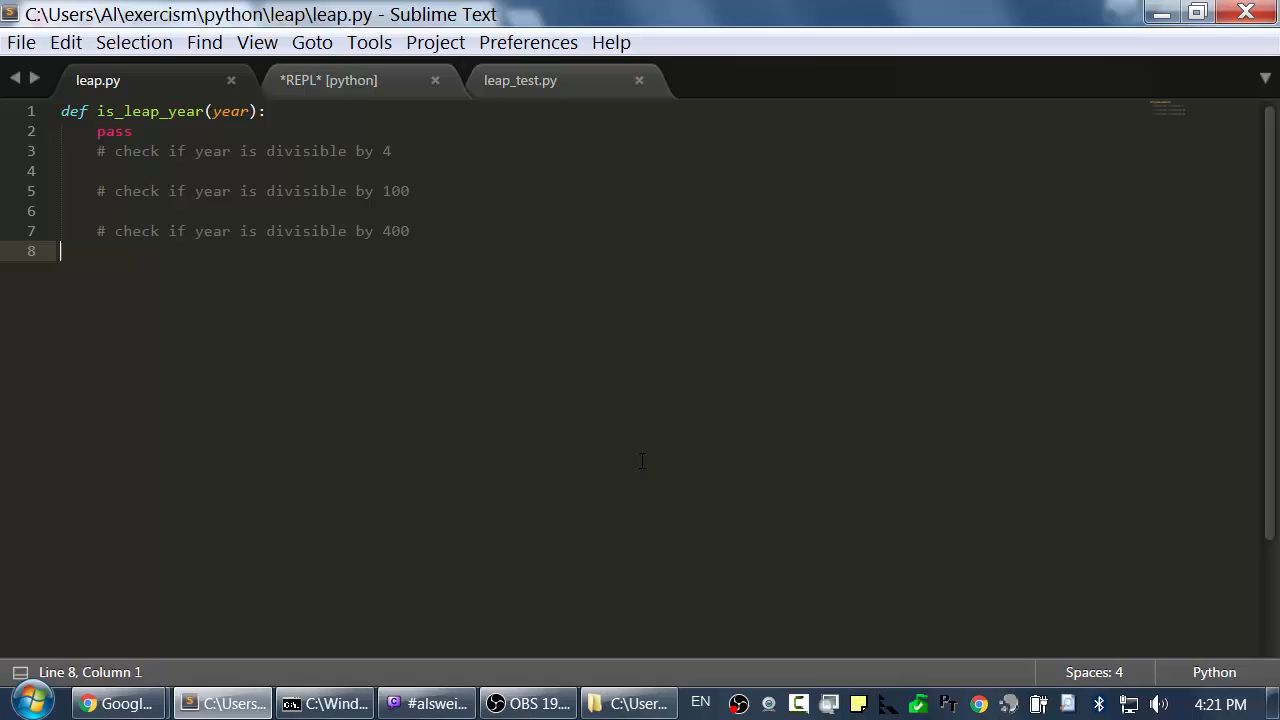 C:\Users\Al\exercism\python\leap\leap.py - Sublime Text
File Edit Selection Find View Goto Tools Project Preferences Help
leap.py *REPL* [python] leap_test.py
1 def is_leap_year(year):
2 pass
3 # check if year is divisible by 4
4
5 # check if year is divisible by 100
6
7 # check if year is divisible by 400
8
Line 8, Column 1 Spaces: 4 Python
Googl... C:\Users... C:\Wind... #alswei... OBS 19.... C:\User... EN 4:21 PM